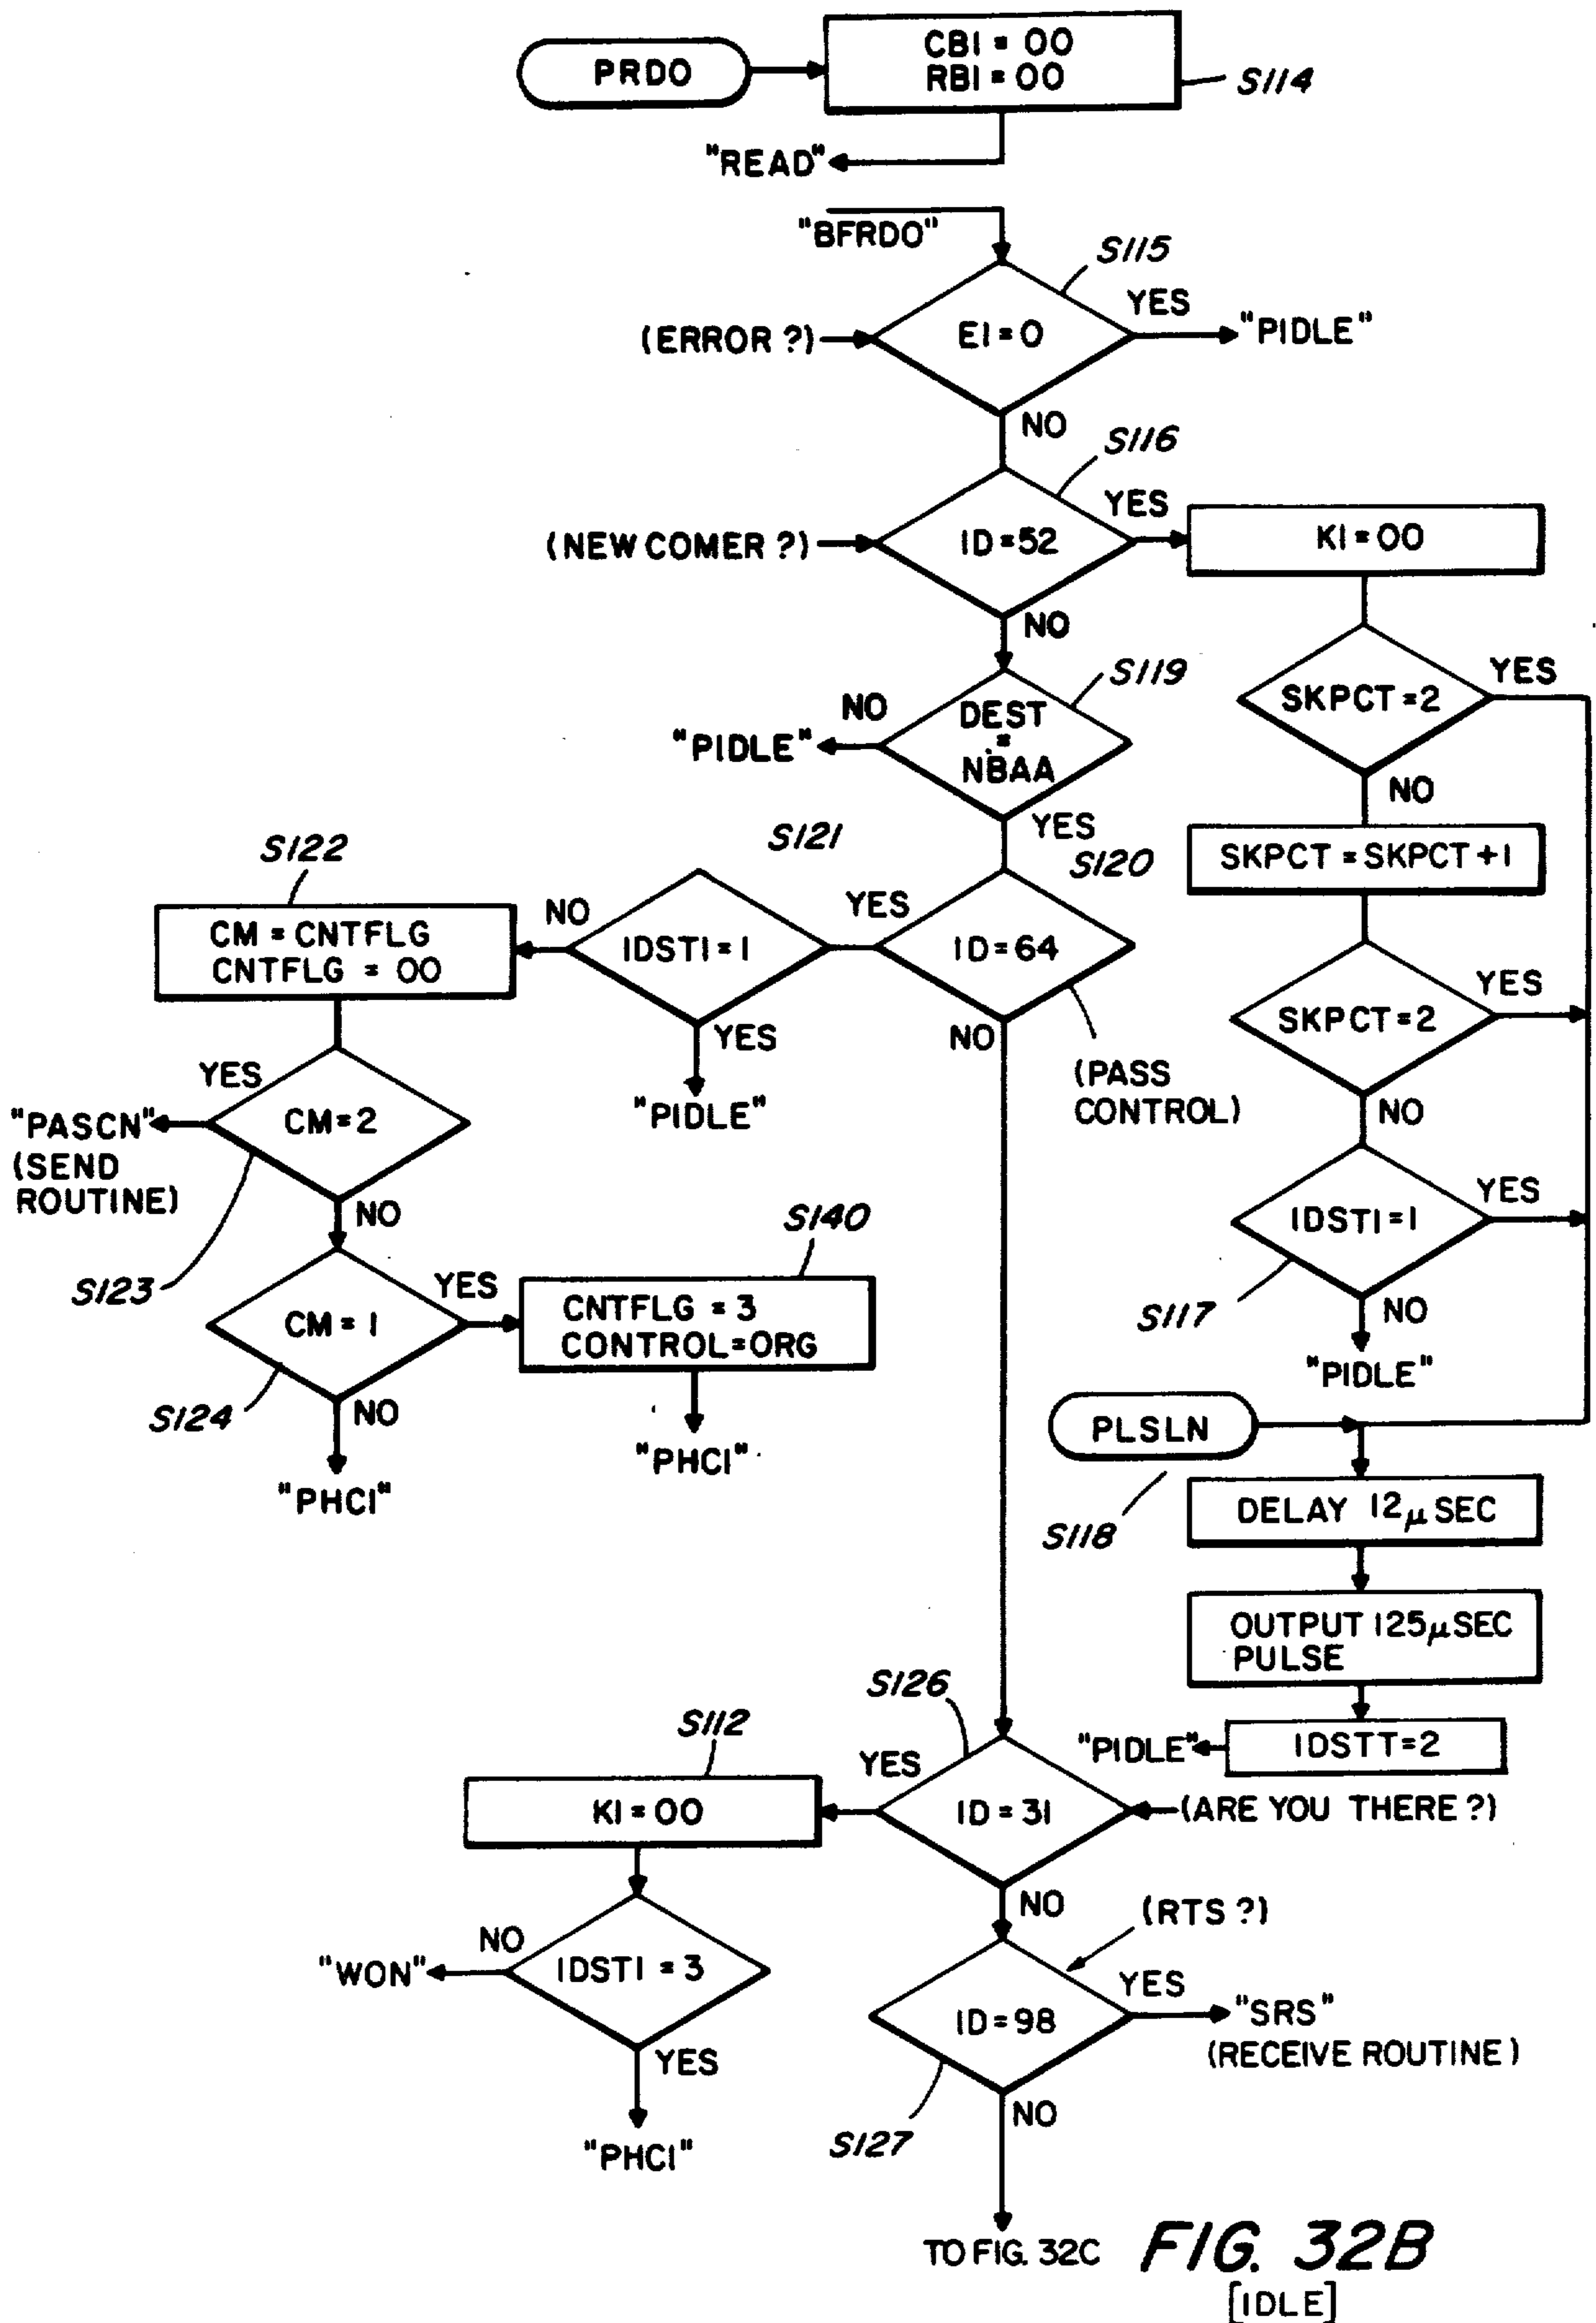 PRDO
CBI = 00
RBI = 00
S114
"READ"
"BFRDO"
S115
(ERROR ?)
EI = 0
YES
"PIDLE"
NO
S116
(NEW COMER ?)
ID = 52
YES
KI = 00
NO
S119
NO
DEST
=
NBAA
"PIDLE"
YES
SKPCT = 2
YES
NO
SKPCT = SKPCT + 1
S122
S121
S120
CM = CNTFLG
CNTFLG = 00
NO
IDSTI = 1
YES
ID = 64
YES
"PIDLE"
NO
(PASS
CONTROL)
SKPCT = 2
YES
NO
YES
"PASCN"
(SEND
ROUTINE)
CM = 2
NO
S123
IDSTI = 1
YES
S117
NO
"PIDLE"
CM = 1
YES
S140
CNTFLG = 3
CONTROL = ORG
S124
NO
"PHCI"
"PHCI"
PLSLN
S118
DELAY 12 μ SEC
OUTPUT 125 μ SEC
PULSE
IDSTT = 2
"PIDLE"
S126
S112
KI = 00
YES
ID = 31
(ARE YOU THERE ?)
NO
NO
"WON"
IDSTI = 3
YES
"PHCI"
(RTS ?)
ID = 98
YES
"SRS"
(RECEIVE ROUTINE)
S127
NO
TO FIG. 32C
FIG. 32B
[IDLE]